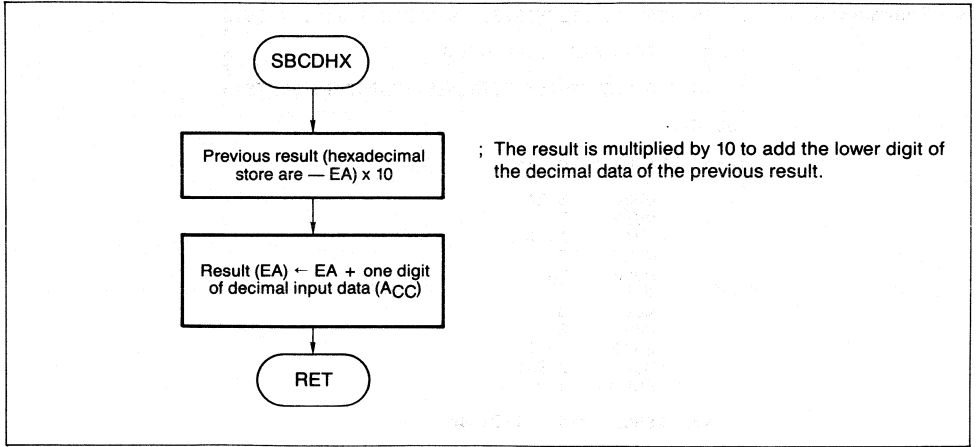 SBCDHX
Previous result (hexadecimal
store are — EA) x 10
; The result is multiplied by 10 to add the lower digit of
the decimal data of the previous result.
Result (EA) ← EA + one digit
of decimal input data (ACC)
RET